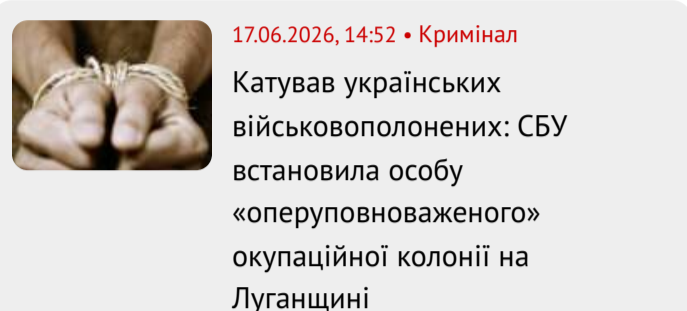 17.06.2026, 14:52 • Кримінал
Катував українських
військовополонених: СБУ
встановила особу
«оперуповноваженого»
окупаційної колонії на
Луганщині